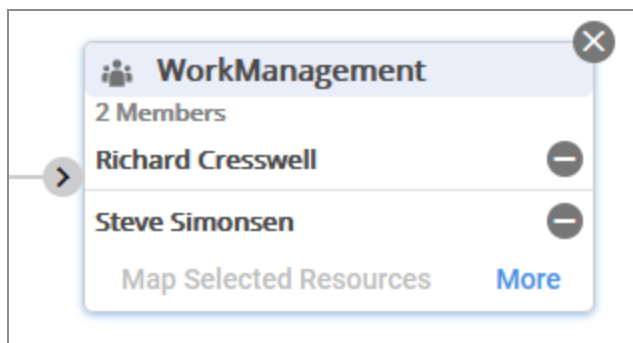 WorkManagement
2 Members
Richard Cresswell
Steve Simonsen
Map Selected Resources More